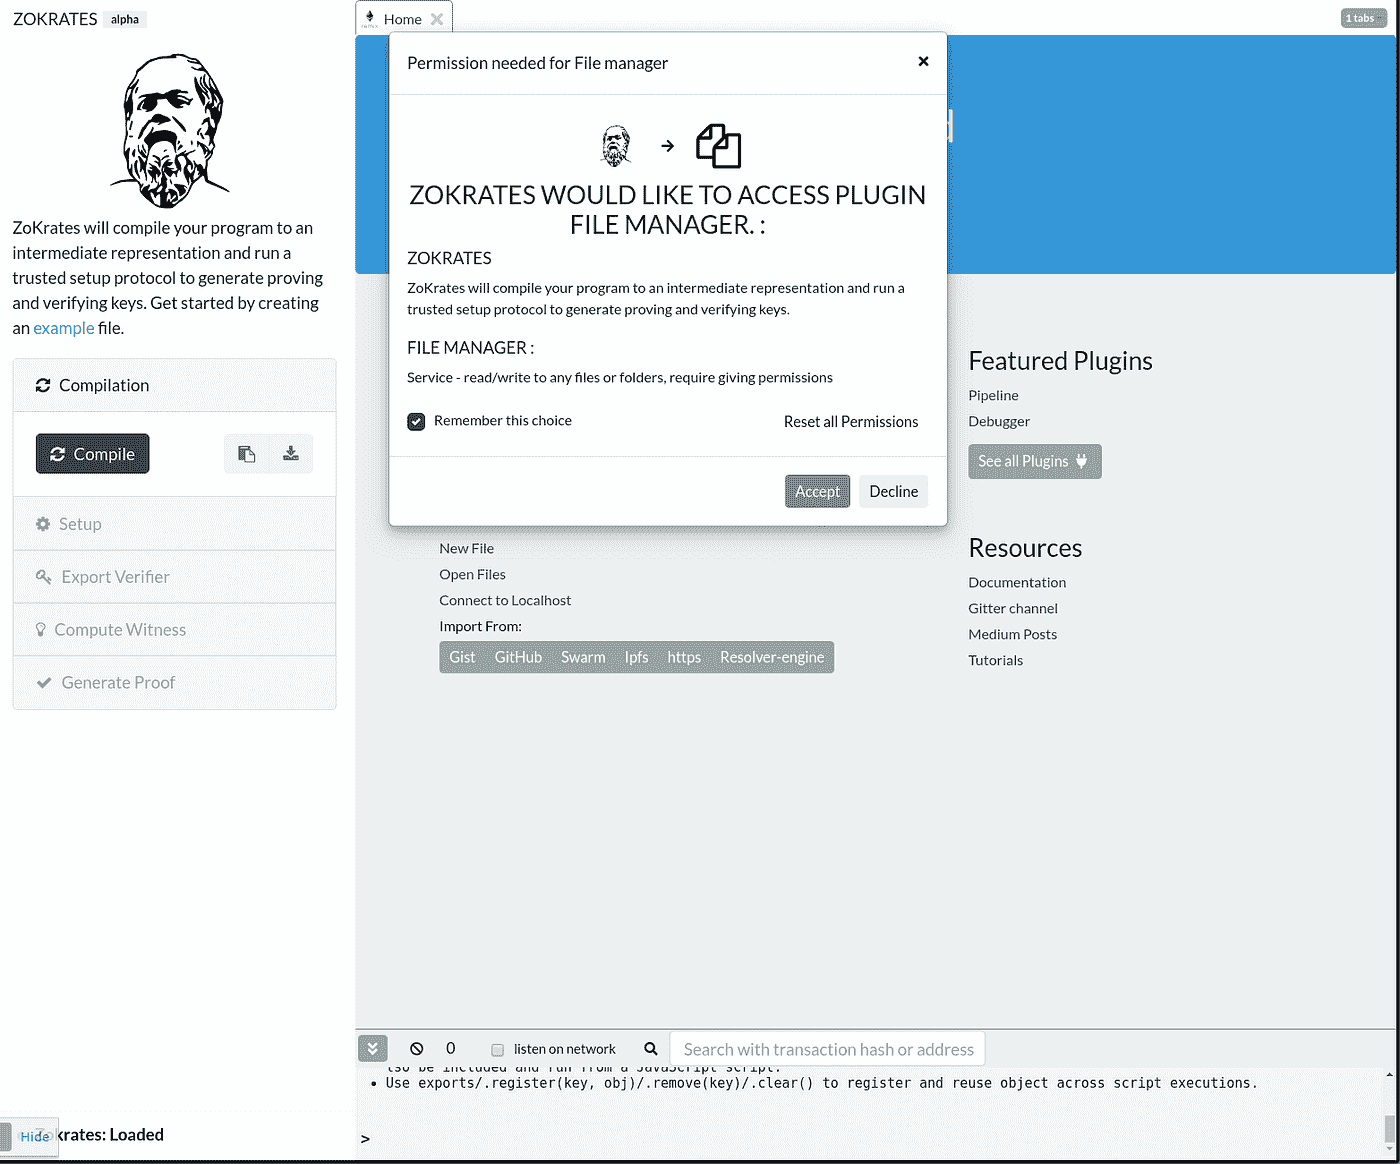 ZOKRATES alpha
ZoKrates will compile your program to an
intermediate representation and run a
trusted setup protocol to generate proving
and verifying keys. Get started by creating
an example file.
Compilation
Compile
Setup
Export Verifier
Compute Witness
Generate Proof
Hide
krates: Loaded
Home
1 tabs
Permission needed for File manager
ZOKRATES WOULD LIKE TO ACCESS PLUGIN
FILE MANAGER. :
ZOKRATES
ZoKrates will compile your program to an intermediate representation and run a
trusted setup protocol to generate proving and verifying keys.
FILE MANAGER :
Service - read/write to any files or folders, require giving permissions
Remember this choice
Reset all Permissions
Accept Decline
New File
Open Files
Connect to Localhost
Import From:
Gist GitHub Swarm Ipfs https Resolver-engine
Featured Plugins
Pipeline
Debugger
See all Plugins
Resources
Documentation
Gitter channel
Medium Posts
Tutorials
0 listen on network Search with transaction hash or address
lso be included and run from a JavaScript script.
• Use exports/.register(key, obj)/.remove(key)/.clear() to register and reuse object across script executions.
>